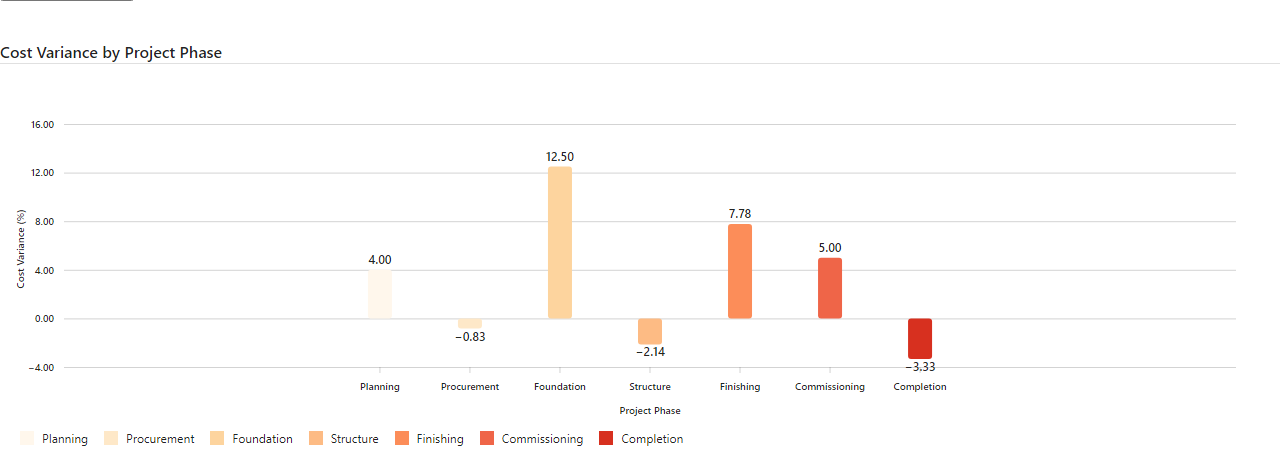 Cost Variance by Project Phase
16.00
12.00
8.00
4.00
0.00
−4.00
Cost Variance (%)
4.00
−0.83
12.50
−2.14
7.78
5.00
−3.33
Planning Procurement Foundation Structure Finishing Commissioning Completion
Project Phase
Planning Procurement Foundation Structure Finishing Commissioning Completion